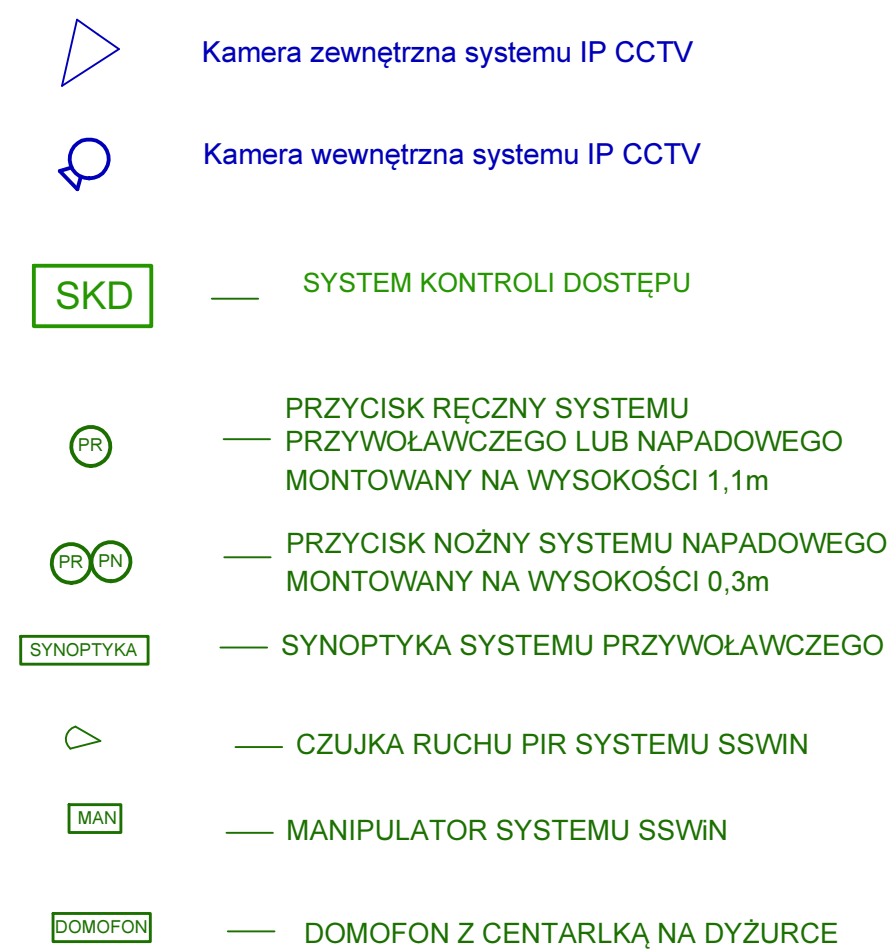 Kamera zewnętrzna systemu IP CCTV
Kamera wewnętrzna systemu IP CCTV
SKD SYSTEM KONTROLI DOSTĘPU
PRZYCISK RĘCZNY SYSTEMU
PR PRZYWOŁAWCZEGO LUB NAPADOWEGO
MONTOWANY NA WYSOKOŚCI 1,1m
PR PN PRZYCISK NOŻNY SYSTEMU NAPADOWEGO
MONTOWANY NA WYSOKOŚCI 0,3m
SYNOPTYKA SYNOPTYKA SYSTEMU PRZYWOŁAWCZEGO
CZUJKA RUCHU PIR SYSTEMU SSWIN
MAN MANIPULATOR SYSTEMU SSWiN
DOMOFON DOMOFON Z CENTARLKĄ NA DYŻURCE